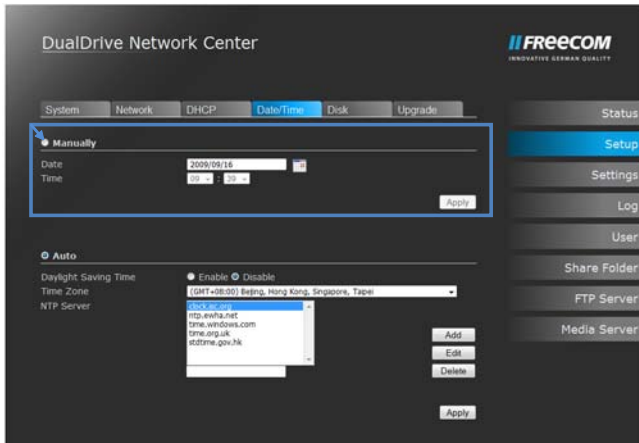 DualDrive Network Center
FREECOM
INNOVATIVE GERMAN QUALITY
System Network DHCP Date/Time Disk Upgrade
Status
Setup
Settings
Log
User
Share Folder
FTP Server
Media Server
Manually
Date 2009/09/16
Time 09 : 39
Apply
Auto
Daylight Saving Time Enable Disable
Time Zone (GMT+08:00) Beijing, Hong Kong, Singapore, Taipei
NTP Server clock.isc.org
ntp.ewha.net
time.windows.com
time.org.uk
stdtime.gov.hk
Add
Edit
Delete
Apply